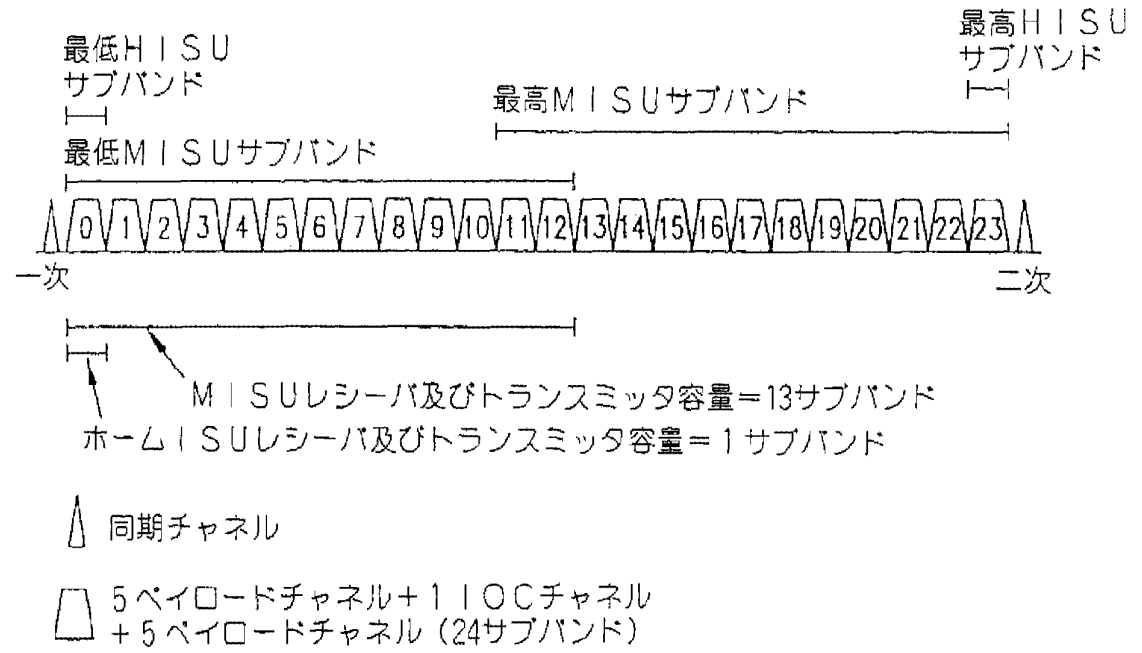 最高HISU
サブバンド
最低HISU
サブバンド
最高MISUサブバンド
最低MISUサブバンド
0 1 2 3 4 5 6 7 8 9 10 11 12 13 14 15 16 17 18 19 20 21 22 23
一次
二次
MISUレシーバ及びトランスミッタ容量=13サブバンド
ホームISUレシーバ及びトランスミッタ容量=1サブバンド
同期チャネル
5ペイロードチャネル+1IOCチャネル
+5ペイロードチャネル(24サブバンド)